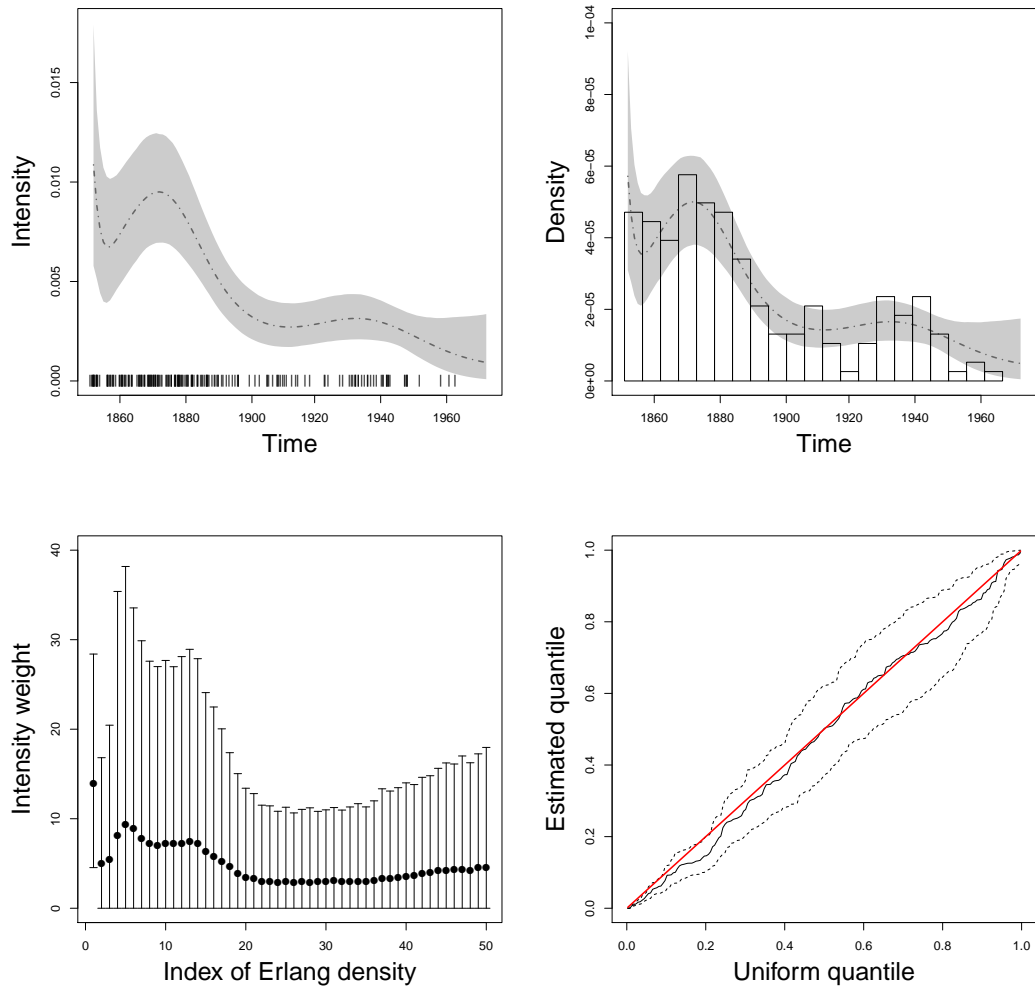 Intensity
0.000
0.005
0.010
0.015
1860
1880
1900
1920
1940
1960
Time
Density
0e+00
2e-05
4e-05
6e-05
8e-05
1e-04
1860
1880
1900
1920
1940
1960
Time
Intensity weight
0
10
20
30
40
0
10
20
30
40
50
Index of Erlang density
Estimated quantile
0.0
0.2
0.4
0.6
0.8
1.0
0.0
0.2
0.4
0.6
0.8
1.0
Uniform quantile